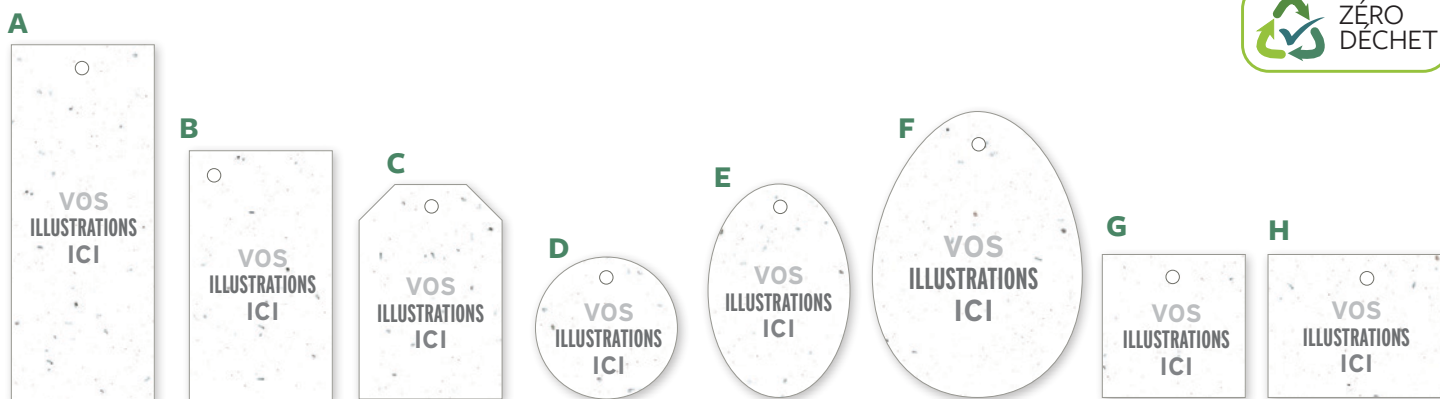 ZÉRO
DÉCHET
A
VOS
ILLUSTRATIONS
ICI
B
VOS
ILLUSTRATIONS
ICI
C
VOS
ILLUSTRATIONS
ICI
D
VOS
ILLUSTRATIONS
ICI
E
VOS
ILLUSTRATIONS
ICI
F
VOS
ILLUSTRATIONS
ICI
G
VOS
ILLUSTRATIONS
ICI
H
VOS
ILLUSTRATIONS
ICI